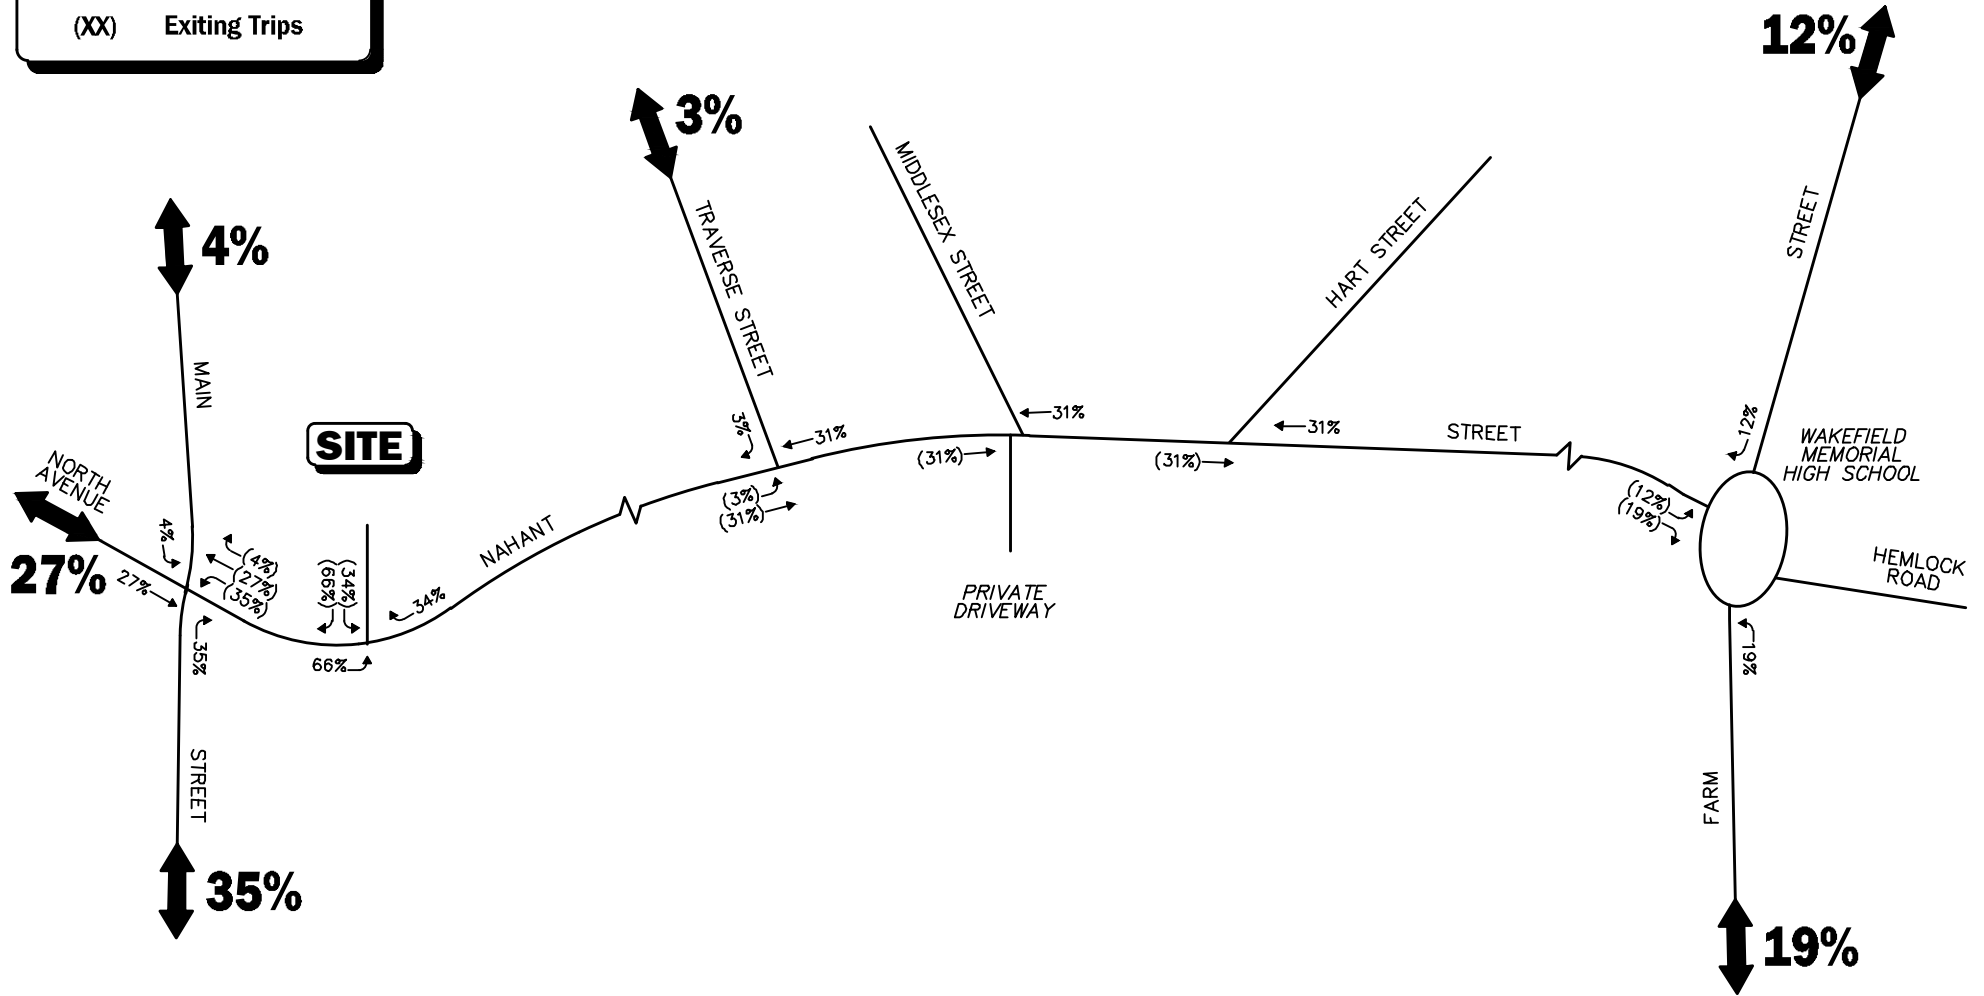 (XX) Exiting Trips
12%
3%
4%
MIDDLESEX STREET
TRAVERSE STREET
HART STREET
STREET
MAIN
SITE
NORTH
AVENUE
27%
4%
27%
(4%)
(27%)
(35%)
35%
(66%)
(34%)
66%
34%
NAHANT
3%
31%
(3%)
(31%)
31%
(31%)
31%
(31%)
STREET
PRIVATE
DRIVEWAY
12%
(12%)
(19%)
WAKEFIELD
MEMORIAL
HIGH SCHOOL
HEMLOCK
ROAD
19%
STREET
FARM
35%
19%